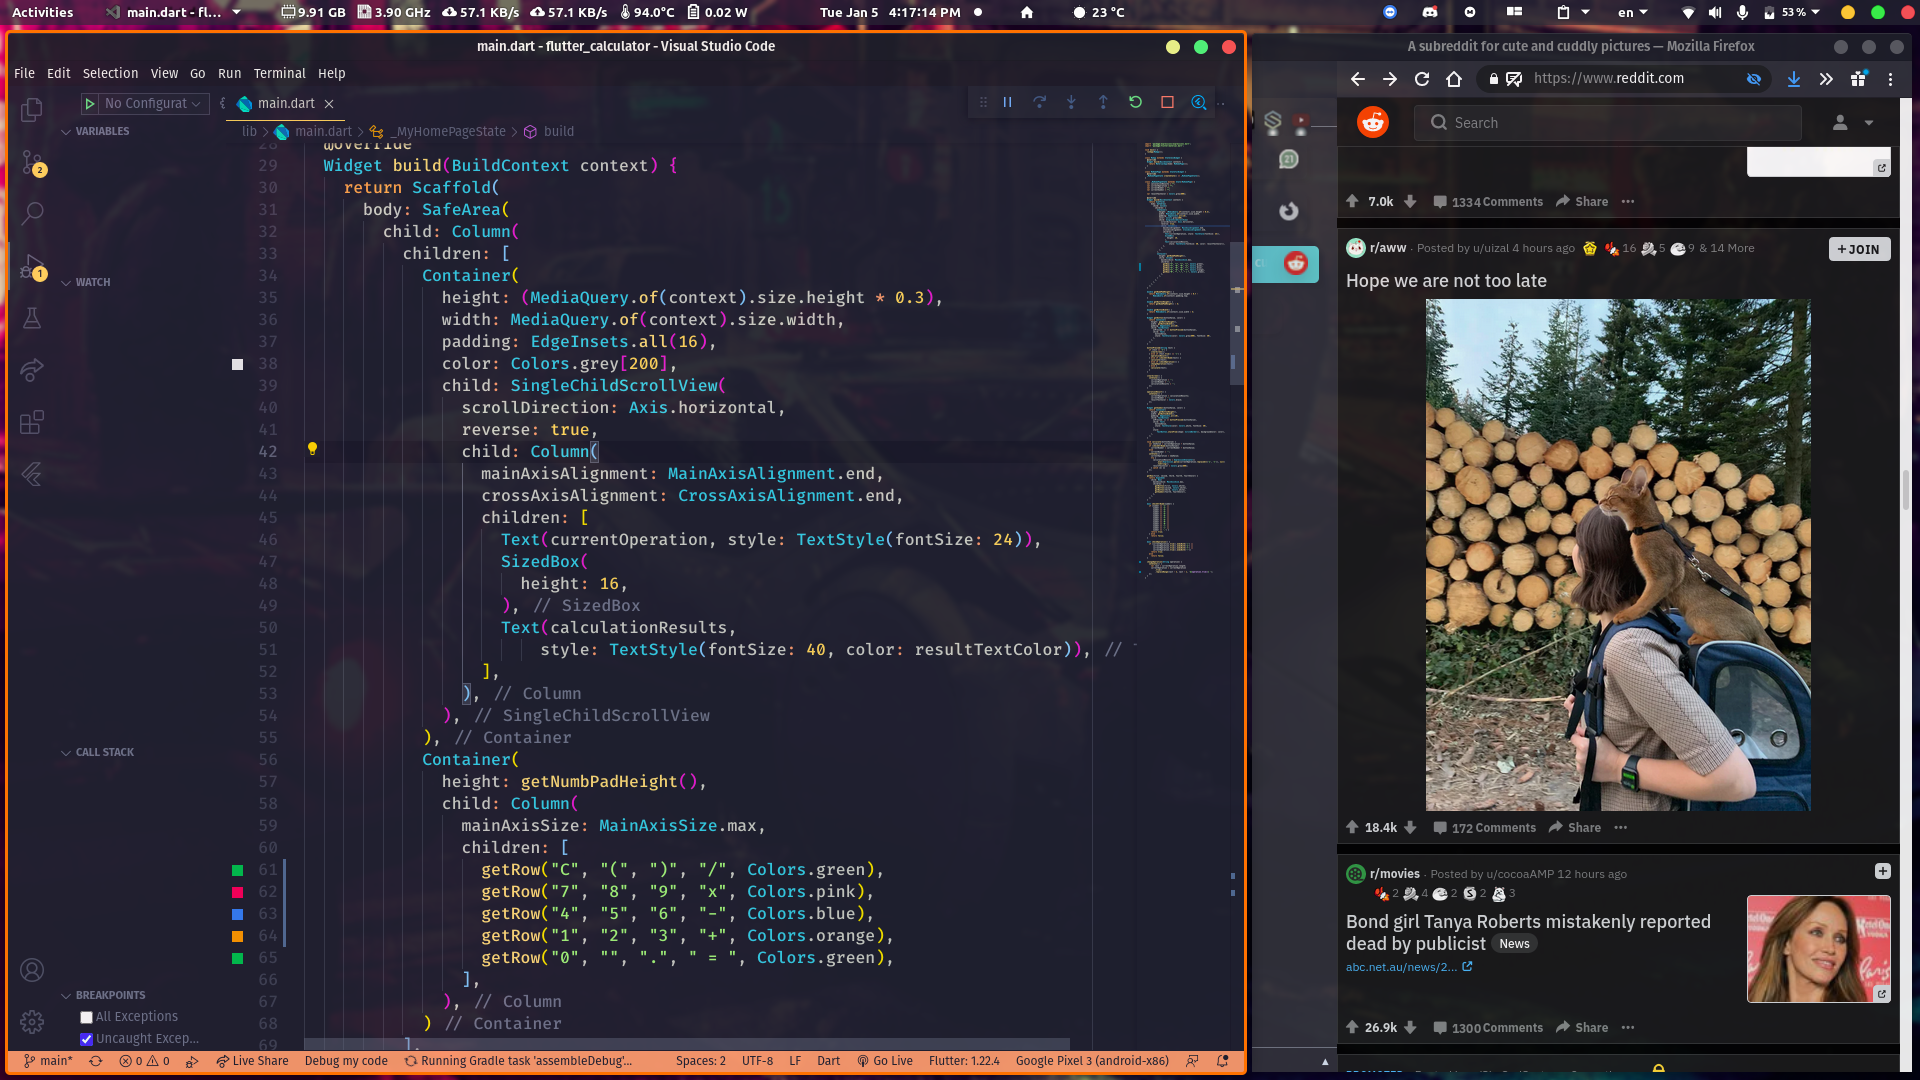 Activities
main.dart - fl...
9.91 GB
3.90 GHz
57.1 KB/s
57.1 KB/s
94.0°C
0.02 W
Tue Jan 5 4:17:14 PM
23 °C
en
53 %
main.dart - flutter_calculator - Visual Studio Code
File Edit Selection View Go Run Terminal Help
No Configurat
main.dart
lib > main.dart > _MyHomePageState > build
VARIABLES
WATCH
CALL STACK
BREAKPOINTS
All Exceptions
Uncaught Excep...
2
1
28 @override
29 Widget build(BuildContext context) {
30 return Scaffold(
31 body: SafeArea(
32 child: Column(
33 children: [
34 Container(
35 height: (MediaQuery.of(context).size.height * 0.3),
36 width: MediaQuery.of(context).size.width,
37 padding: EdgeInsets.all(16),
38 color: Colors.grey[200],
39 child: SingleChildScrollView(
40 scrollDirection: Axis.horizontal,
41 reverse: true,
42 child: Column(
43 mainAxisAlignment: MainAxisAlignment.end,
44 crossAxisAlignment: CrossAxisAlignment.end,
45 children: [
46 Text(currentOperation, style: TextStyle(fontSize: 24)),
47 SizedBox(
48 height: 16,
49 ), // SizedBox
50 Text(calculationResults,
51 style: TextStyle(fontSize: 40, color: resultTextColor)), //
52 ],
53 ), // Column
54 ), // SingleChildScrollView
55 ), // Container
56 Container(
57 height: getNumbPadHeight(),
58 child: Column(
59 mainAxisSize: MainAxisSize.max,
60 children: [
61 getRow("C", "(", ")", "/", Colors.green),
62 getRow("7", "8", "9", "x", Colors.pink),
63 getRow("4", "5", "6", "-", Colors.blue),
64 getRow("1", "2", "3", "+", Colors.orange),
65 getRow("0", "", ".", " = ", Colors.green),
66 ],
67 ), // Column
68 ) // Container
69 ],
main*
0 0
Live Share
Debug my code
Running Gradle task 'assembleDebug'...
Spaces: 2
UTF-8
LF
Dart
Go Live
Flutter: 1.22.4
Google Pixel 3 (android-x86)
A subreddit for cute and cuddly pictures — Mozilla Firefox
https://www.reddit.com
21
Search
7.0k
1334 Comments
Share
r/aww · Posted by u/uizal 4 hours ago 16 5 9 & 14 More
+ JOIN
Hope we are not too late
18.4k
172 Comments
Share
r/movies · Posted by u/cocoaAMP 12 hours ago
2 4 2 2 3
Bond girl Tanya Roberts mistakenly reported
dead by publicist News
abc.net.au/news/2...
26.9k
1300 Comments
Share